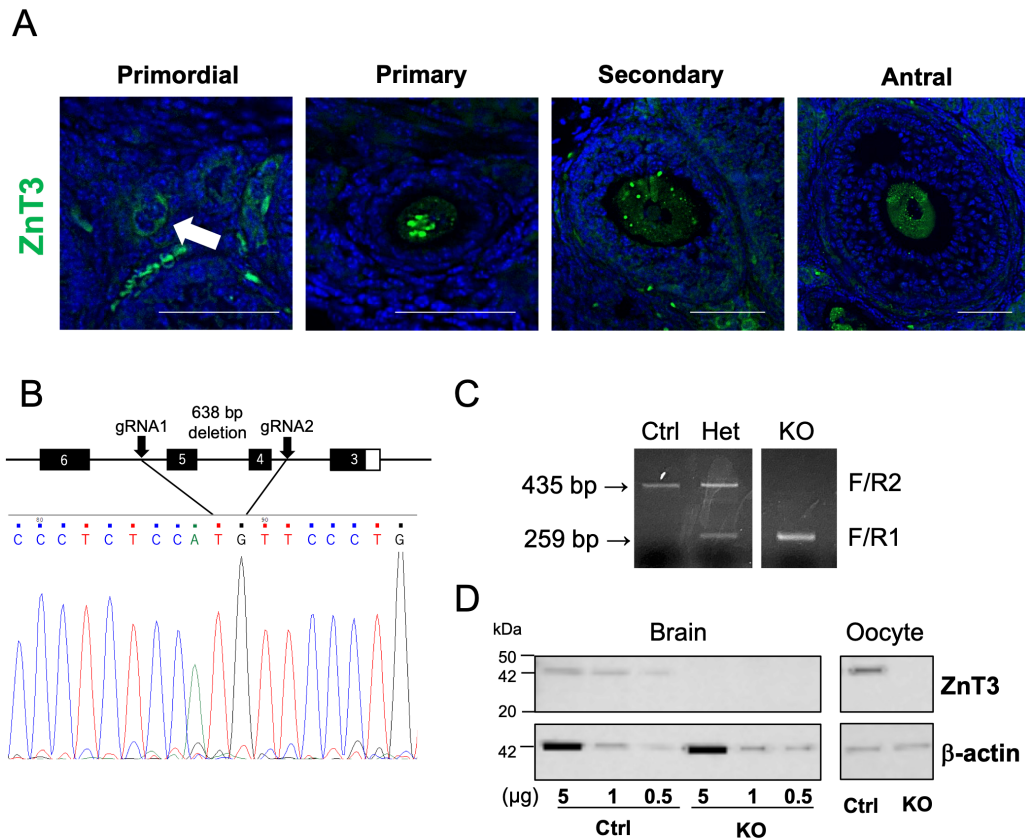 A
Primordial
Primary
Secondary
Antral
ZnT3
B
gRNA1
638 bp
deletion
gRNA2
6
5
4
3
80
90
C C C T C T C C A T G T T C C C T G
C
Ctrl
Het
KO
435 bp →
F/R2
259 bp →
F/R1
D
kDa
Brain
Oocyte
50
42
20
ZnT3
42
β-actin
(μg)
5
1
0.5
5
1
0.5
Ctrl
KO
Ctrl
KO